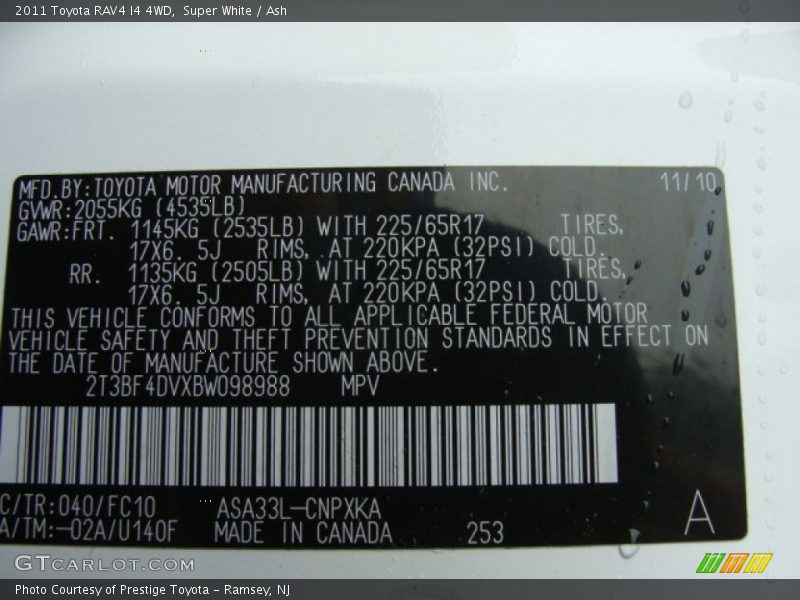 2011 Toyota RAV4 I4 4WD,  Super White / Ash
MFD.BY:TOYOTA MOTOR MANUFACTURING CANADA INC. 11/10
GVWR:2055KG (4535LB)
GAWR:FRT. 1145KG (2535LB) WITH 225/65R17 TIRES,
17X6. 5J RIMS, AT 220KPA (32PSI) COLD.
RR. 1135KG (2505LB) WITH 225/65R17 TIRES,
17X6. 5J RIMS, AT 220KPA (32PSI) COLD.
THIS VEHICLE CONFORMS TO ALL APPLICABLE FEDERAL MOTOR
VEHICLE SAFETY AND THEFT PREVENTION STANDARDS IN EFFECT ON
THE DATE OF MANUFACTURE SHOWN ABOVE.
2T3BF4DVXBW098988 MPV
C/TR:040/FC10 ASA33L-CNPXKA
A/TM:-02A/U140F MADE IN CANADA 253 A
GTCARLOT.COM
Photo Courtesy of Prestige Toyota - Ramsey, NJ